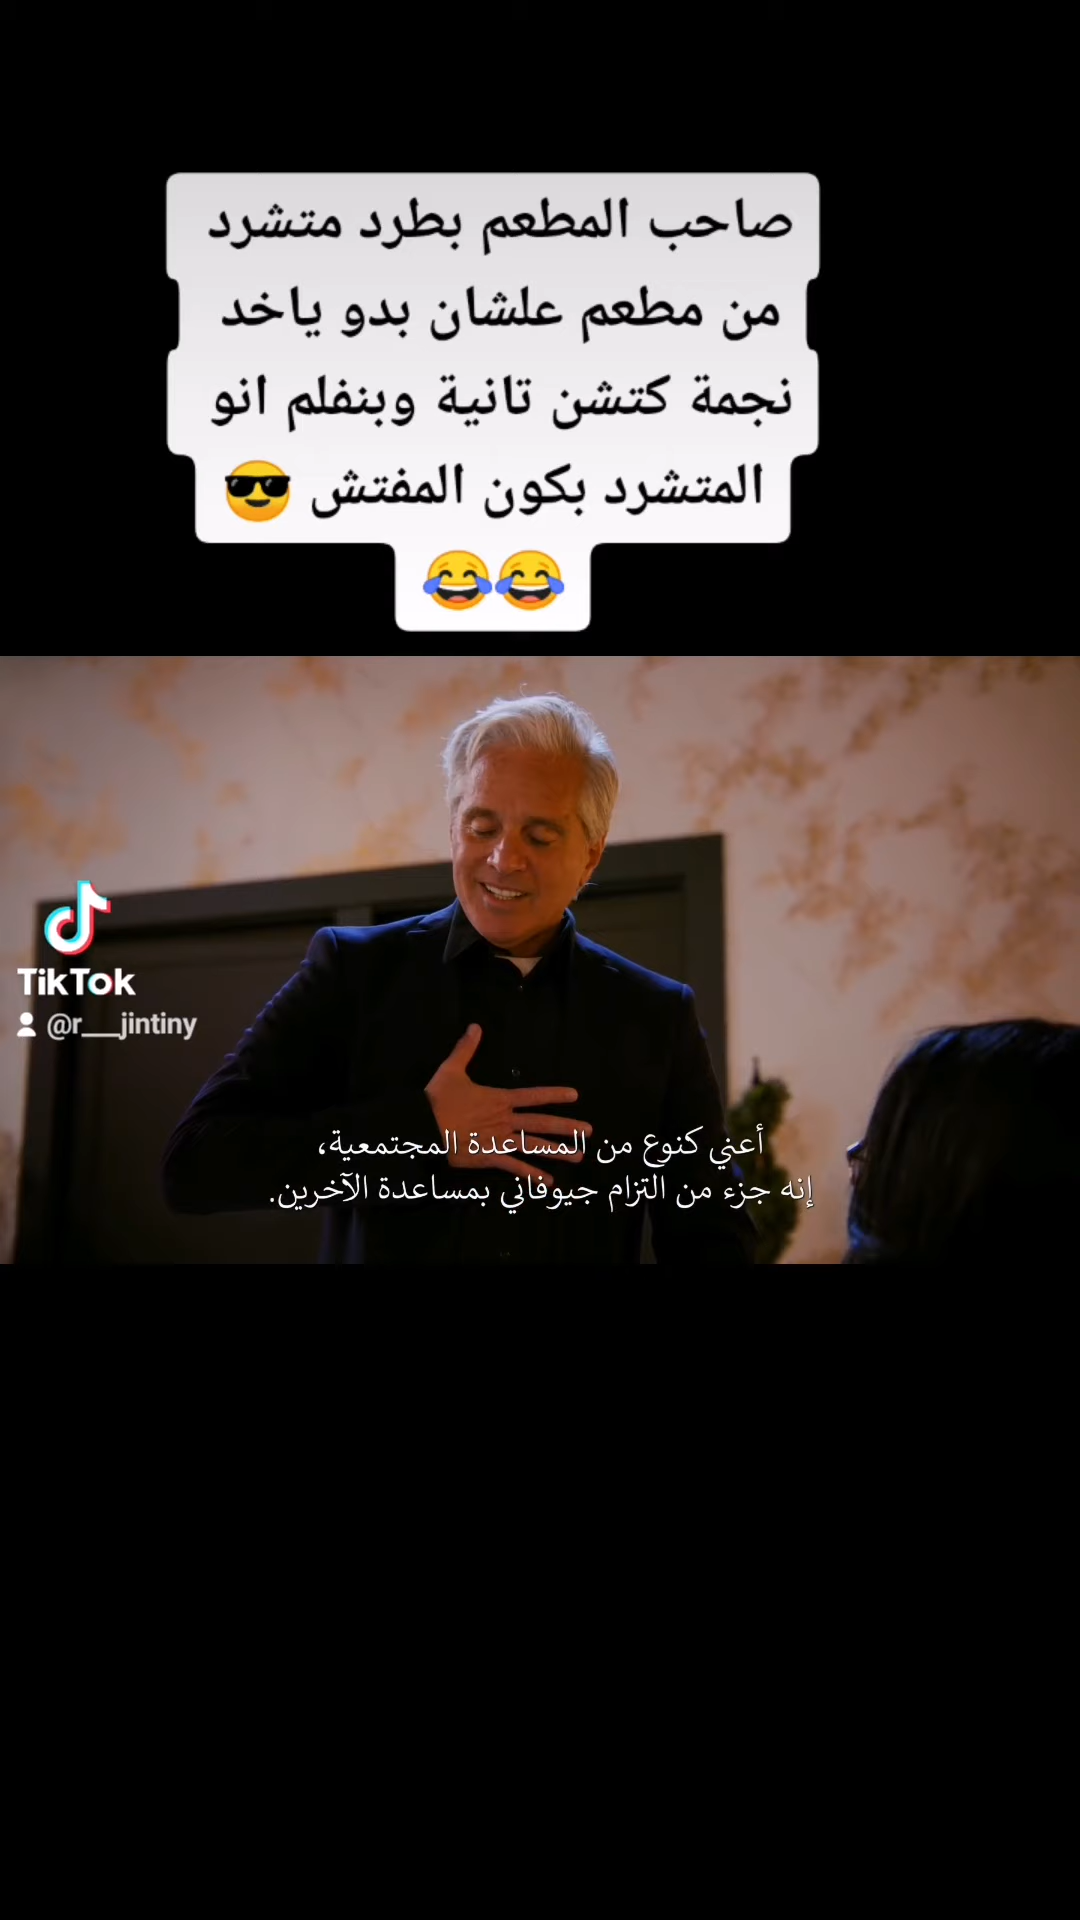 صاحب المطعم بطرد متشرد
من مطعم علشان بدو ياخد
نجمة كتشن تانية وبنفلم انو
المتشرد بكون المفتش 😎
😂😂
TikTok
@r___jintiny
أعني كنوع من المساعدة المجتمعية،
إنه جزء من التزام جيوفاني بمساعدة الآخرين.